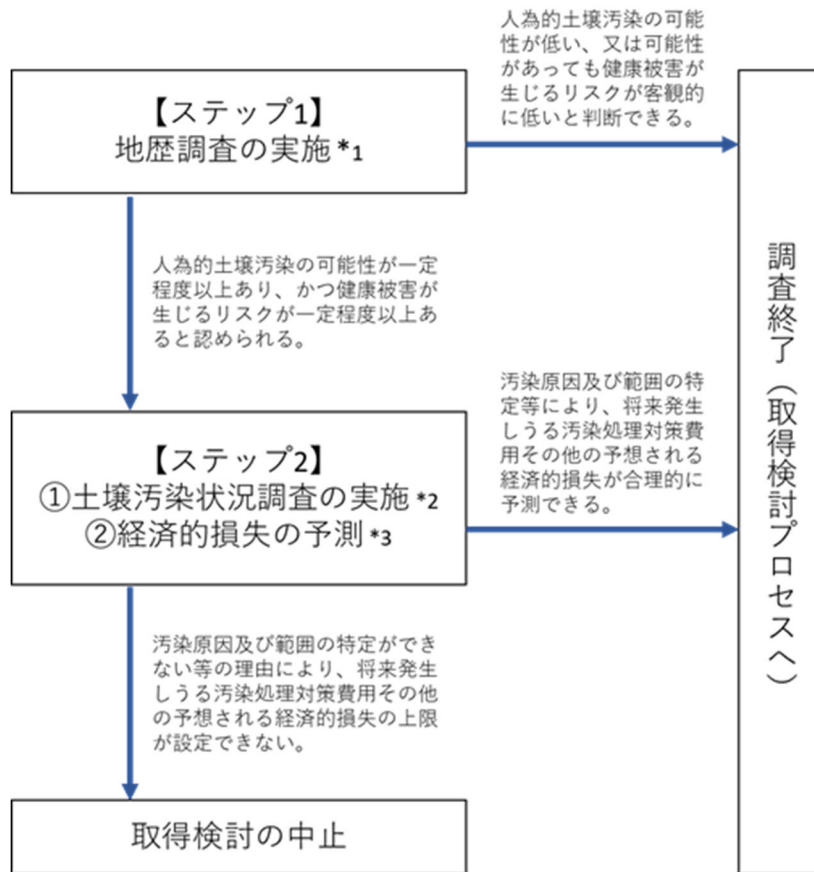 人為的土壌汚染の可能
性が低い、又は可能性
があっても健康被害が
生じるリスクが客観的
に低いと判断できる。
【ステップ1】
地歴調査の実施 *1
人為的土壌汚染の可能性が一定
程度以上あり、かつ健康被害が
生じるリスクが一定程度以上あ
ると認められる。
【ステップ2】
①土壌汚染状況調査の実施 *2
②経済的損失の予測 *3
汚染原因及び範囲の特
定等により、将来発生
しうる汚染処理対策費
用その他の予想される
経済的損失が合理的に
予測できる。
汚染原因及び範囲の特定ができ
ない等の理由により、将来発生
しうる汚染処理対策費用その他
の予想される経済的損失の上限
が設定できない。
取得検討の中止
調査終了（取得検討プロセスへ）